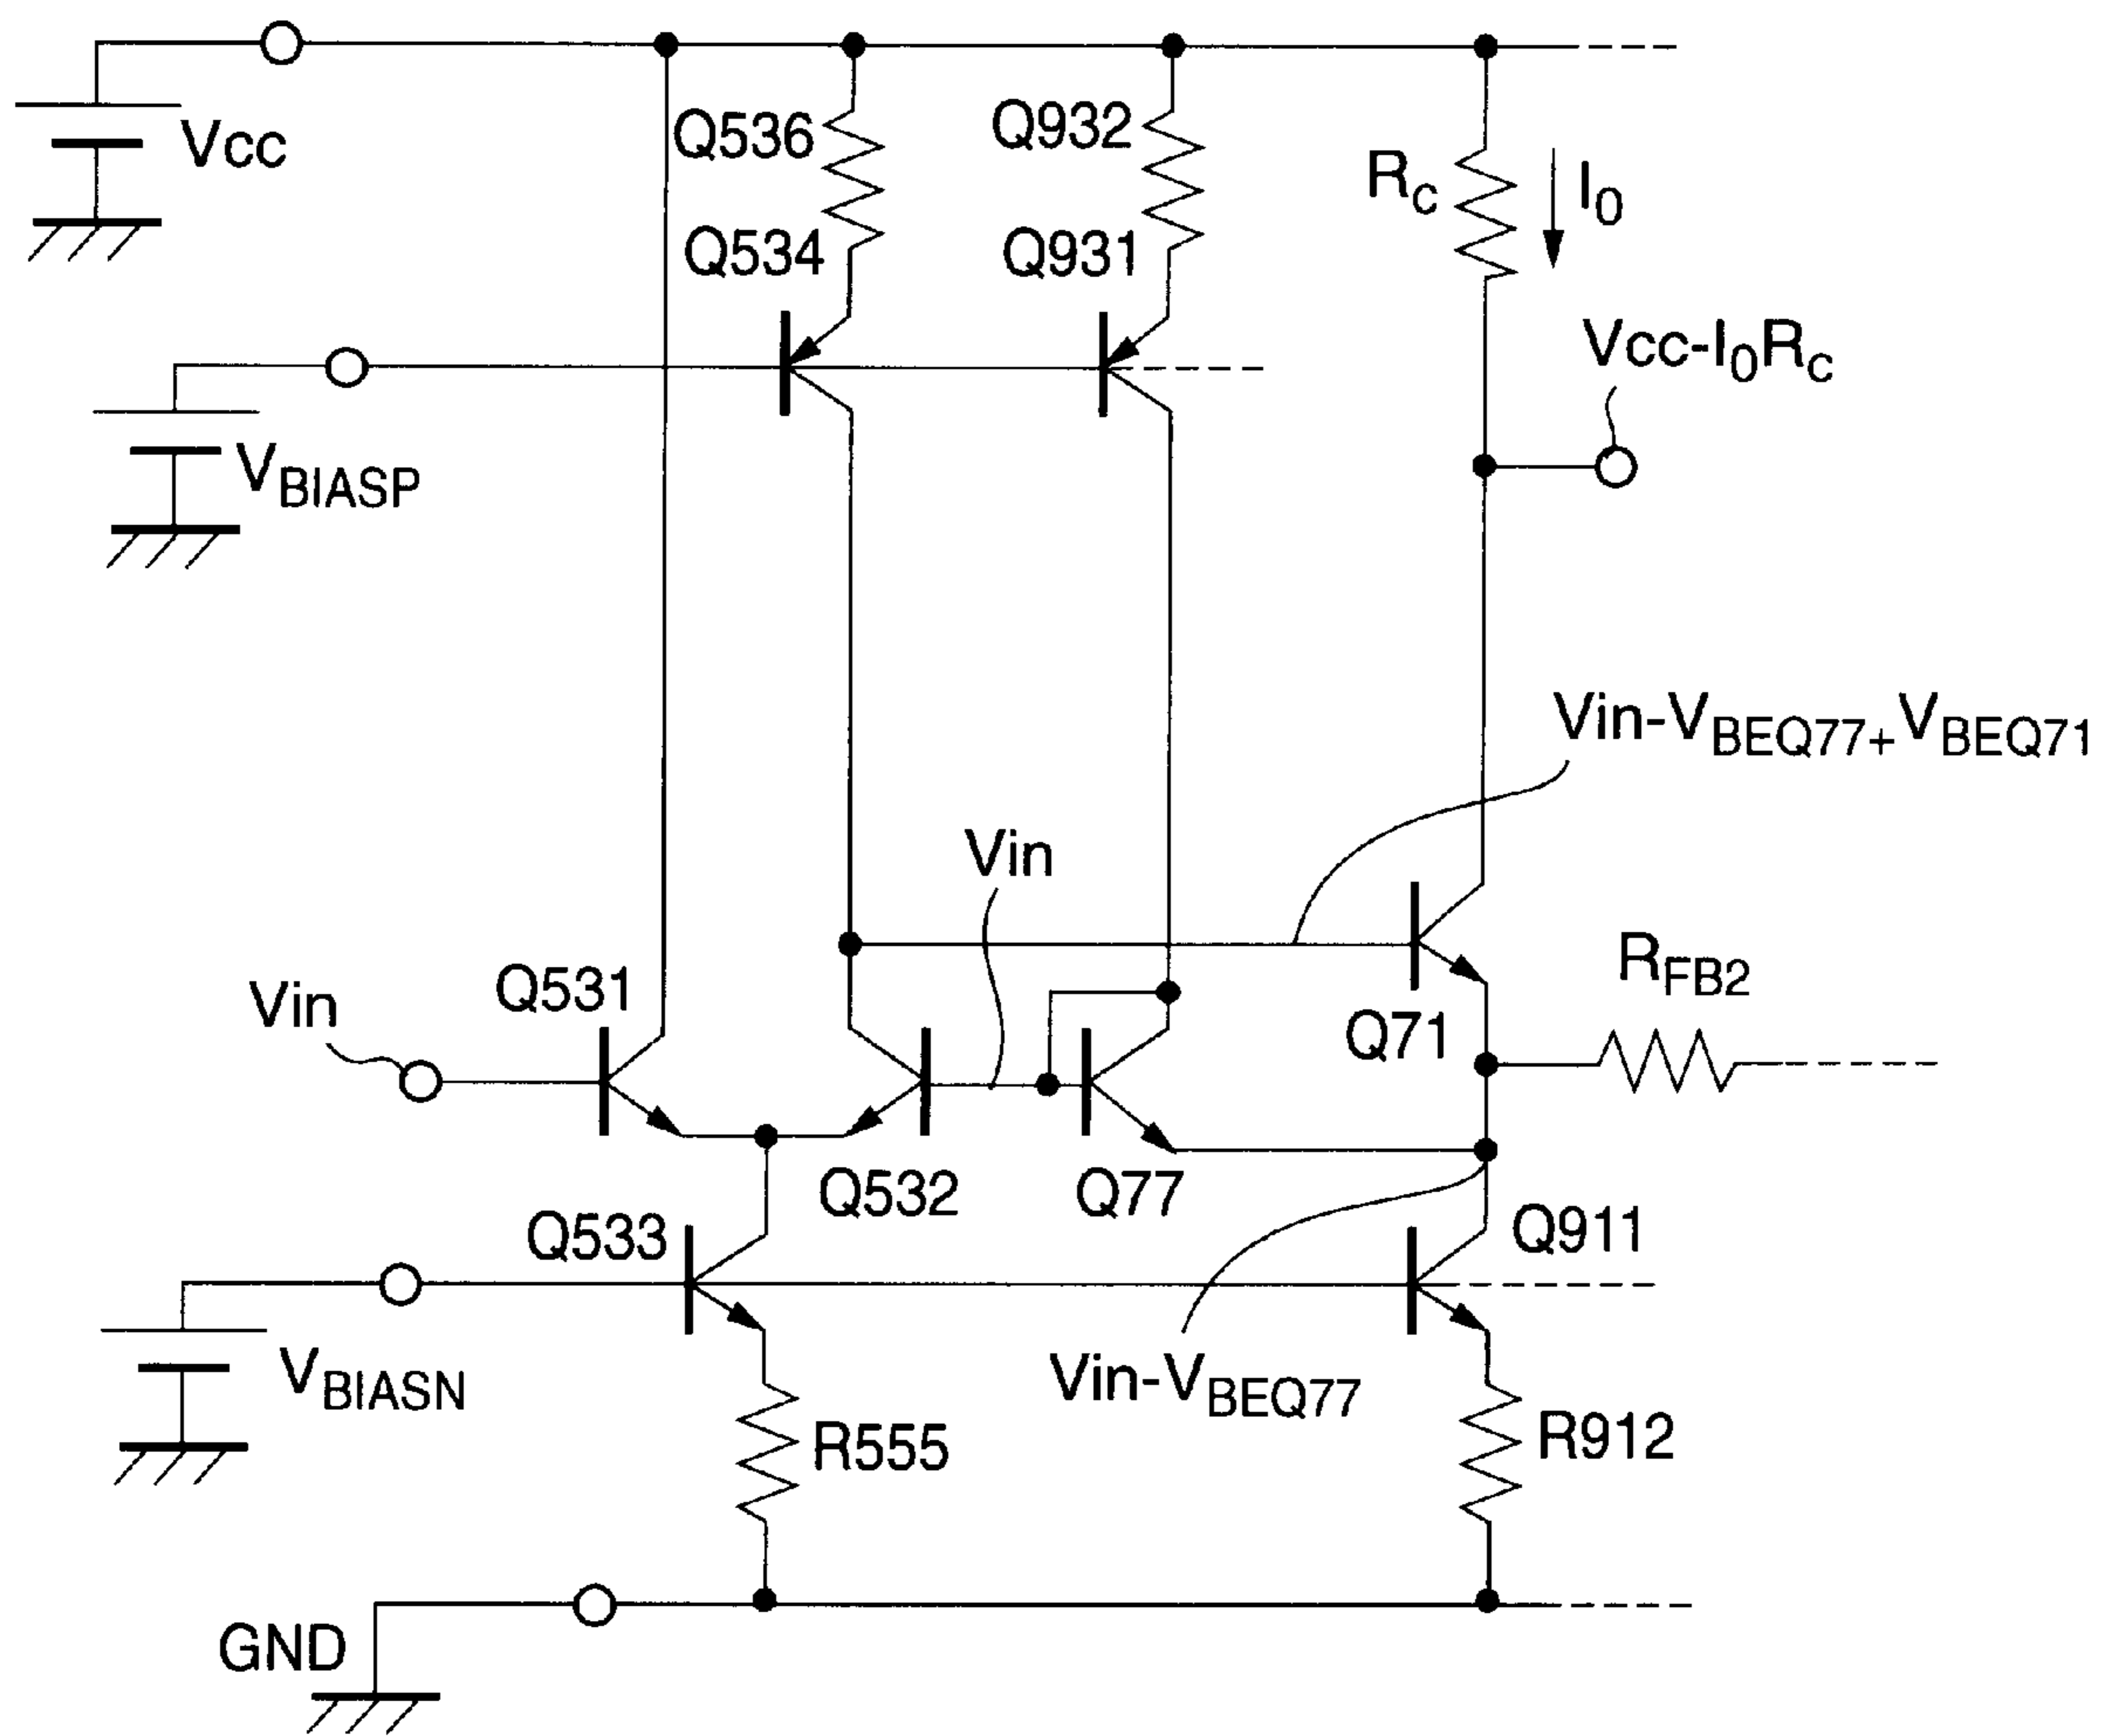 Vcc
Q536
Q932
RC
I0
Q534
Q931
Vcc-I0RC
VBIASP
Vin-VBEQ77+VBEQ71
Vin
Vin
Q531
RFB2
Q71
Q532
Q77
Q533
Q911
VBIASN
Vin-VBEQ77
R555
R912
GND